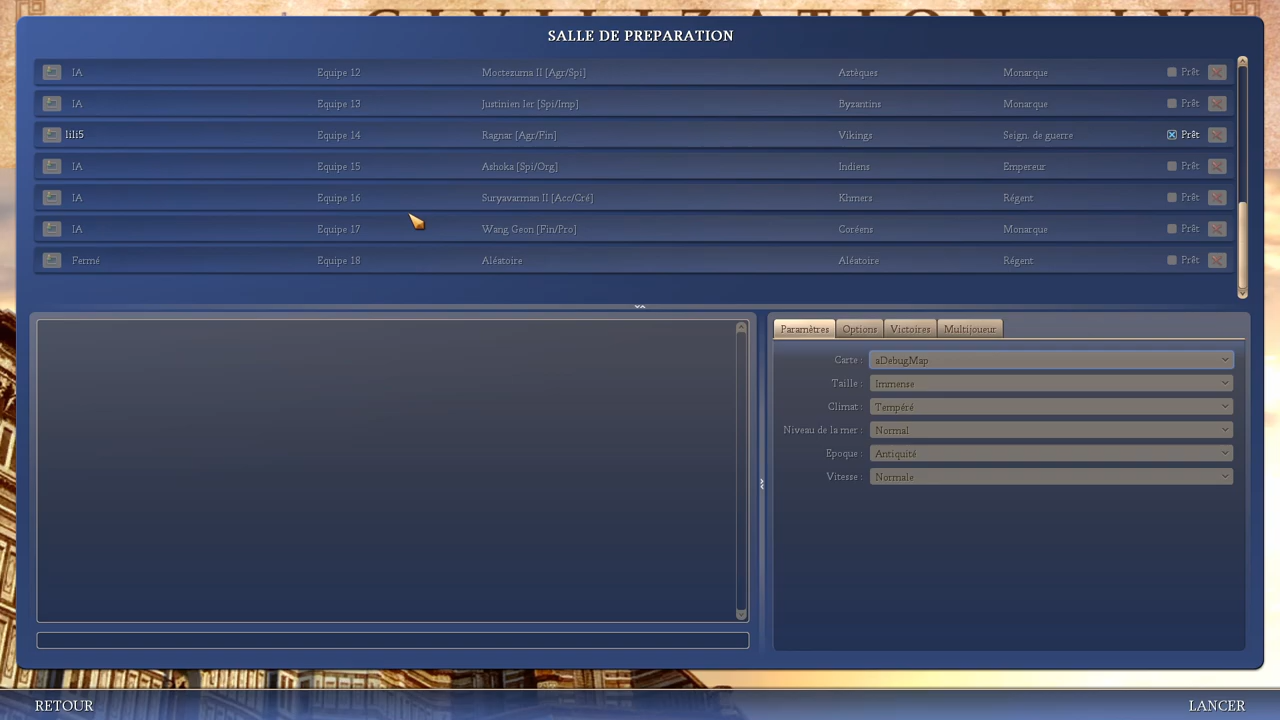 CIVILIZATION IV
SALLE DE PREPARATION
IA Equipe 12 Moctezuma II [Agr/Spi] Aztèques Monarque Prêt
IA Equipe 13 Justinien Ier [Spi/Imp] Byzantins Monarque Prêt
lili5 Equipe 14 Ragnar [Agr/Fin] Vikings Seign. de guerre Prêt
IA Equipe 15 Ashoka [Spi/Org] Indiens Empereur Prêt
IA Equipe 16 Suryavarman II [Acc/Cré] Khmers Régent Prêt
IA Equipe 17 Wang Geon [Fin/Pro] Coréens Monarque Prêt
Fermé Equipe 18 Aléatoire Aléatoire Régent Prêt
Paramètres Options Victoires Multijoueur
Carte : aDebugMap
Taille : Immense
Climat : Tempéré
Niveau de la mer : Normal
Epoque : Antiquité
Vitesse : Normale
RETOUR LANCER